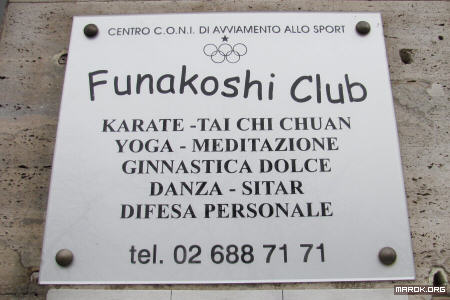 CENTRO C.O.N.I. DI AVVIAMENTO ALLO SPORT
Funakoshi Club
KARATE -TAI CHI CHUAN
YOGA - MEDITAZIONE
GINNASTICA DOLCE
DANZA - SITAR
DIFESA PERSONALE
tel. 02 688 71 71
MAROK.ORG